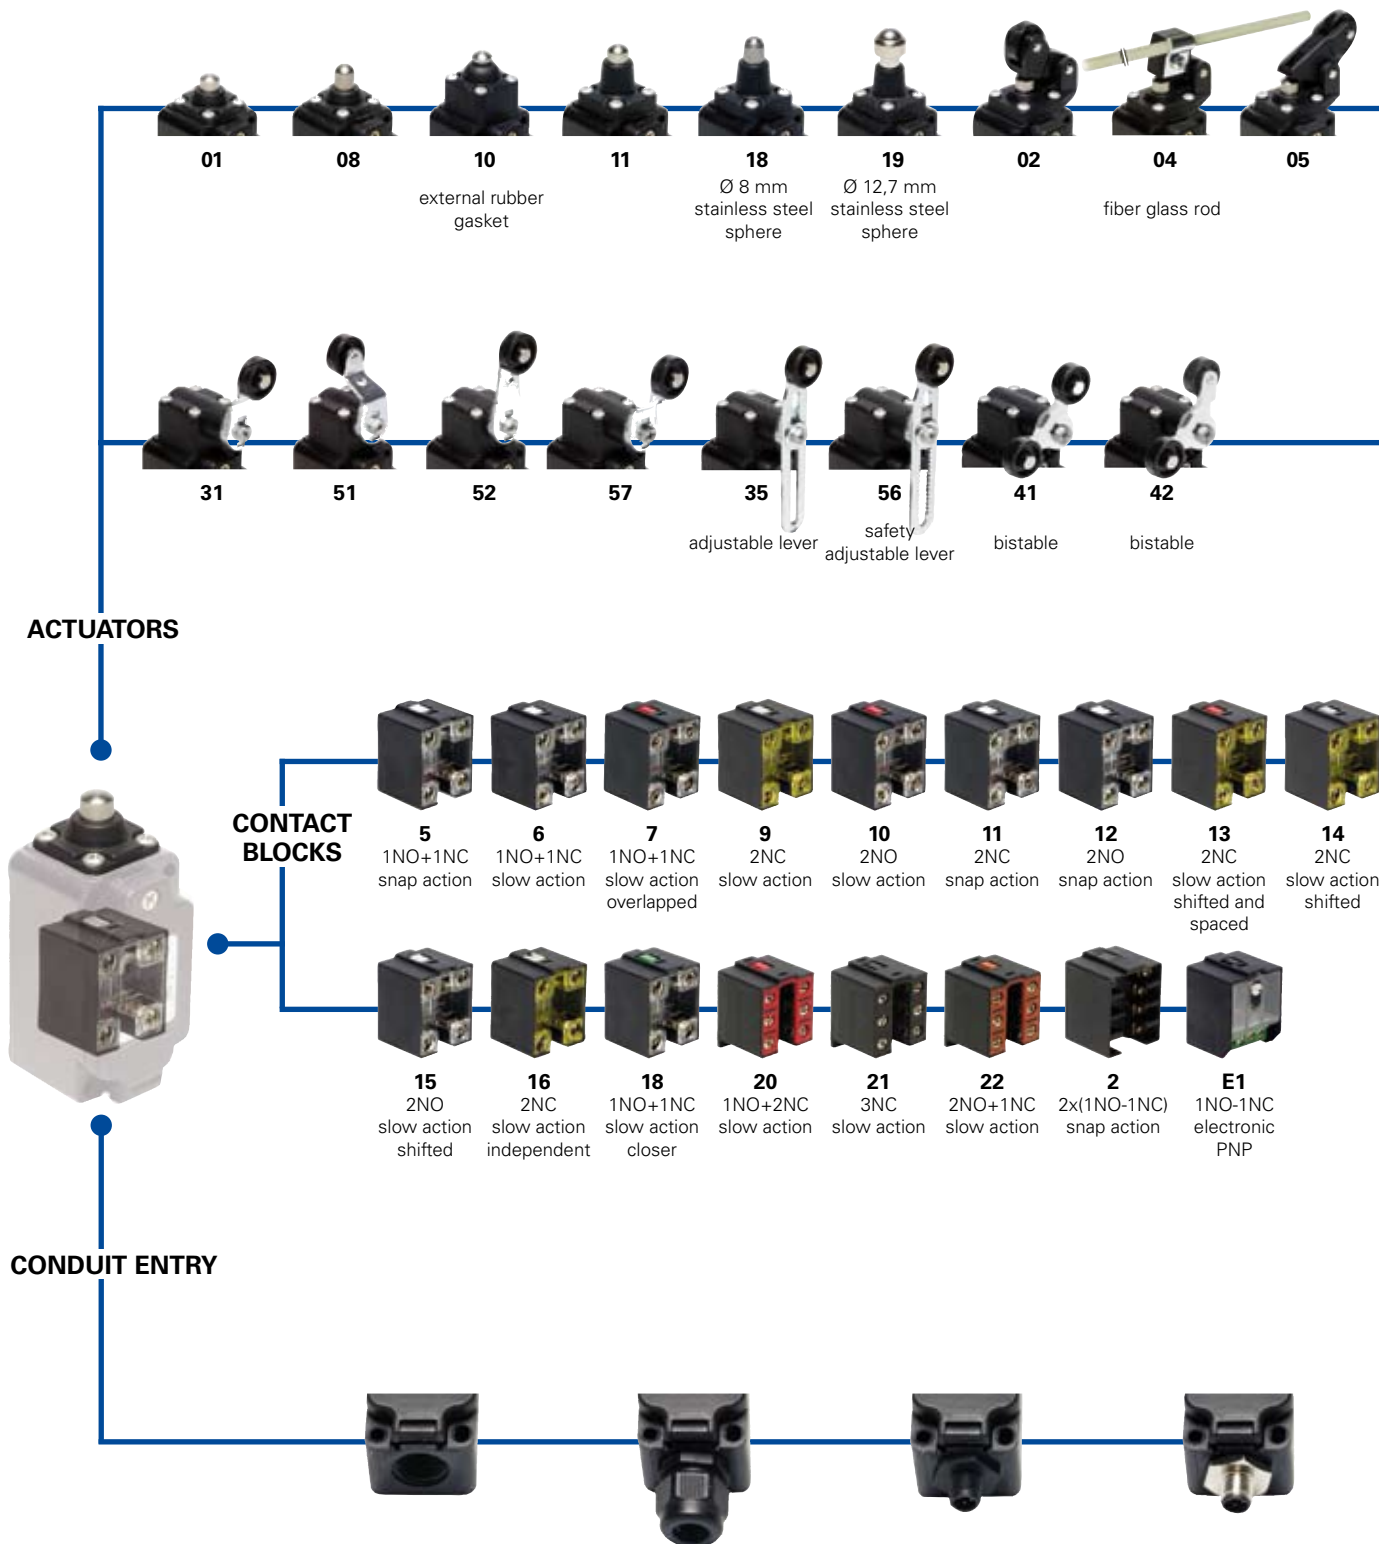 01 08 10 11 18 19 02 04 05
external rubber
gasket
Ø 8 mm
stainless steel
sphere
Ø 12,7 mm
stainless steel
sphere
fiber glass rod
31 51 52 57 35 56 41 42
adjustable lever
safety
adjustable lever
bistable
bistable
ACTUATORS
CONTACT
BLOCKS
5
1NO+1NC
snap action
6
1NO+1NC
slow action
7
1NO+1NC
slow action
overlapped
9
2NC
slow action
10
2NO
slow action
11
2NC
snap action
12
2NO
snap action
13
2NC
slow action
shifted and
spaced
14
2NC
slow action
shifted
15
2NO
slow action
shifted
16
2NC
slow action
independent
18
1NO+1NC
slow action
closer
20
1NO+2NC
slow action
21
3NC
slow action
22
2NO+1NC
slow action
2
2x(1NO-1NC)
snap action
E1
1NO-1NC
electronic
PNP
CONDUIT ENTRY